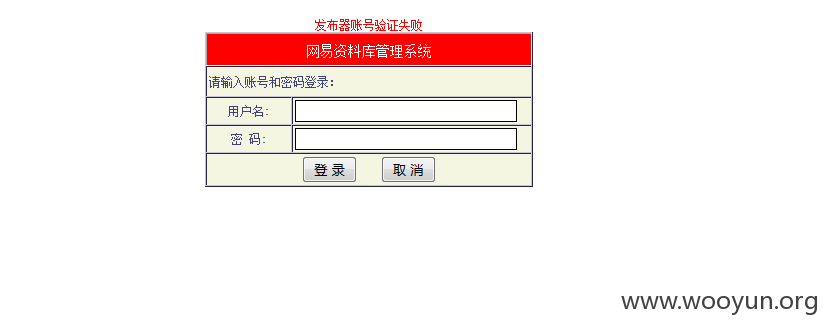 发布器账号验证失败
网易资料库管理系统
请输入账号和密码登录:
用户名:
密 码:
登 录 取 消
www.wooyun.org